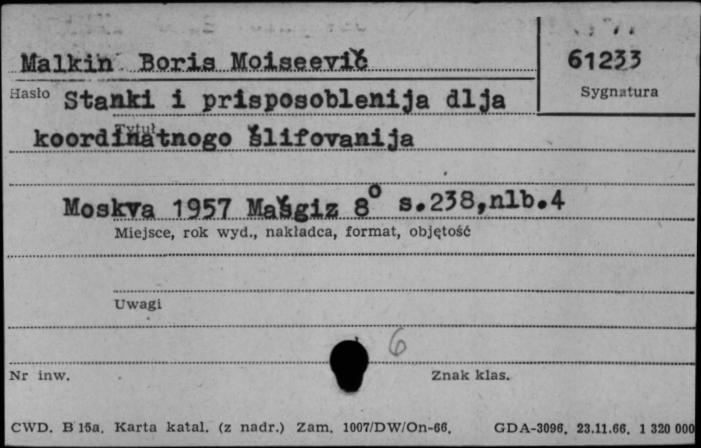 Malkin Boris Moiseevič
61233
Hasło
Sygnatura
Stanki i prisposoblenija dlja
Tytuł
koordinatnogo šlifovanija
Moskva 1957 Mašgiz 8° s.238,nlb.4
Miejsce, rok wyd., nakładca, format, objętość
Uwagi
6
Nr inw.
Znak klas.
CWD. B 15a. Karta katal. (z nadr.) Zam. 1007/DW/On-66. GDA-3096. 23.11.66. 1 320 000